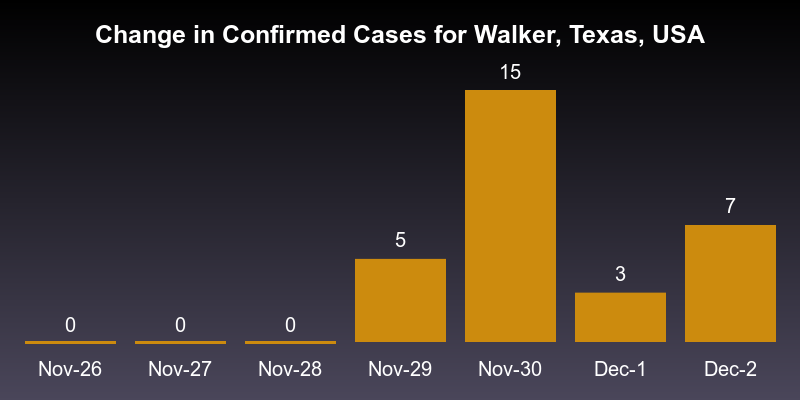 Change in Confirmed Cases for Walker, Texas, USA
15
7
5
3
0 0 0
Nov-26 Nov-27 Nov-28 Nov-29 Nov-30 Dec-1 Dec-2